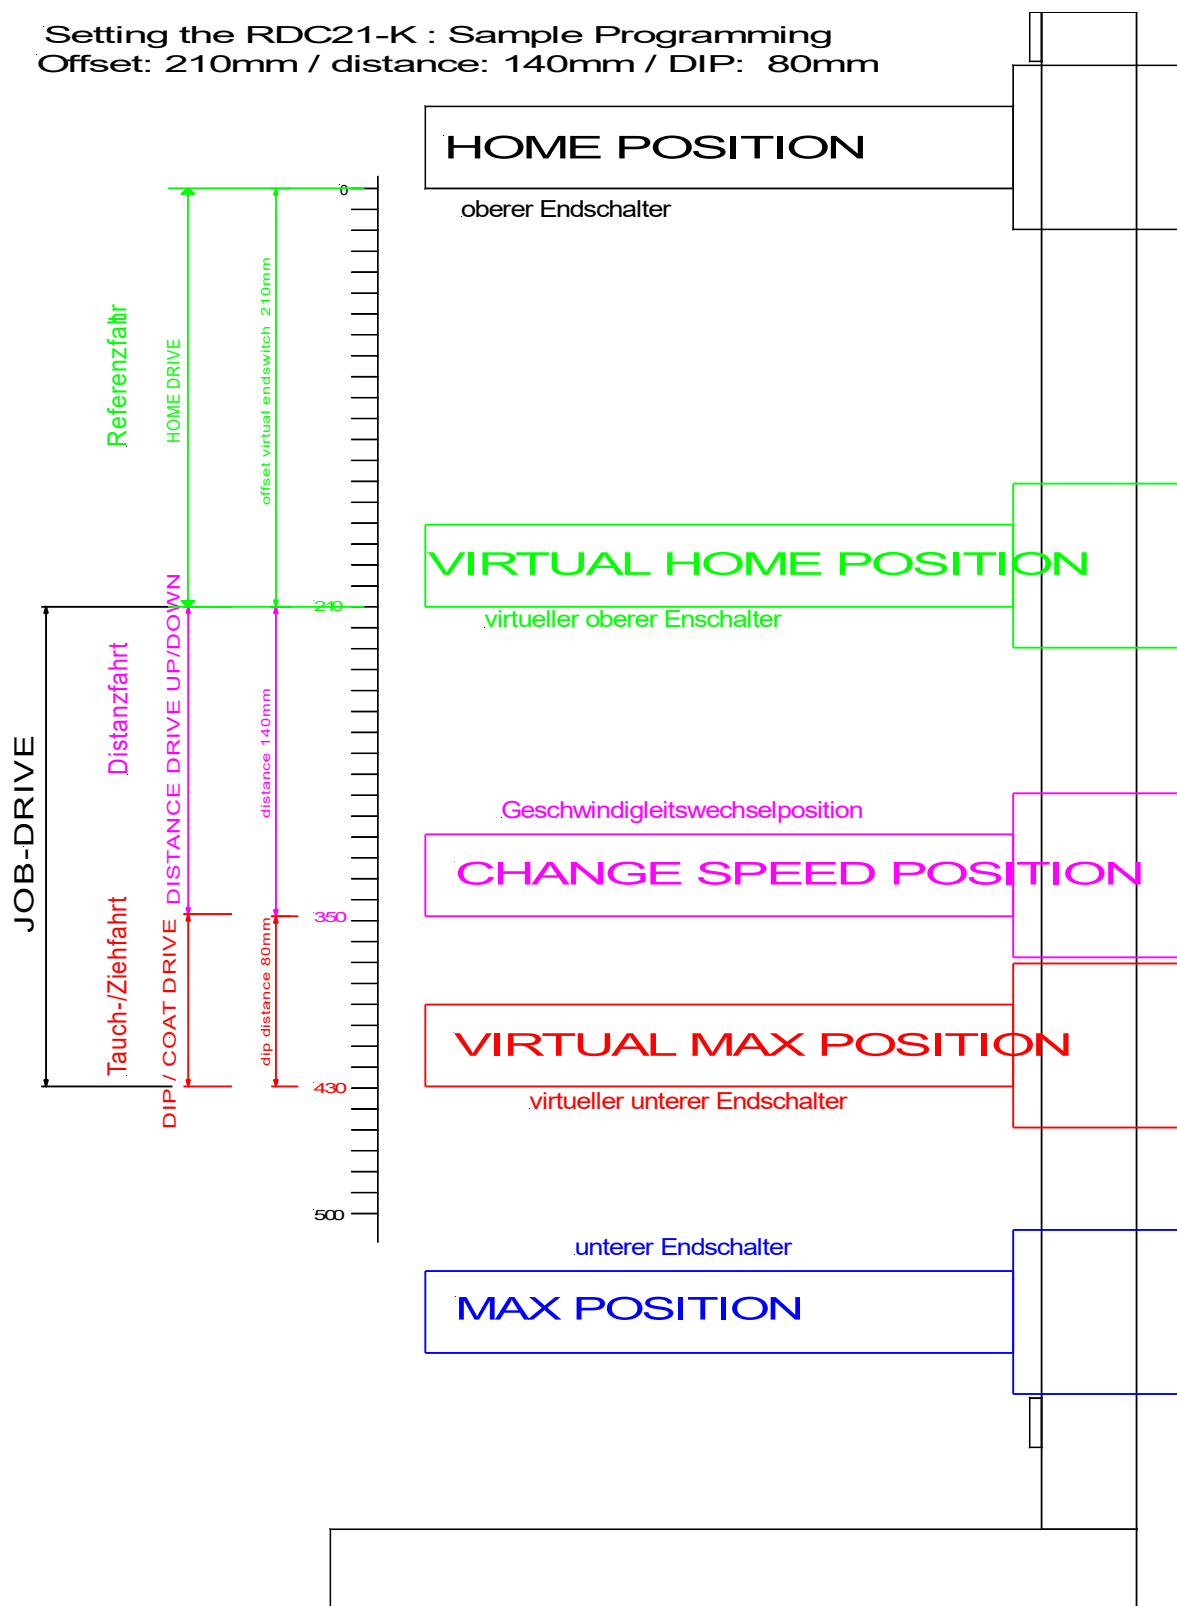 Setting the RDC21-K : Sample Programming
Offset: 210mm / distance: 140mm / DIP: 80mm
HOME POSITION
0
oberer Endschalter
Referenzfahr
HOME DRIVE
offset virtual endswitch 210mm
VIRTUAL HOME POSITION
210
virtueller oberer Enschalter
JOB-DRIVE
Distanzfahrt
DISTANCE DRIVE UP/DOWN
distance 140mm
Geschwindigleitswechselposition
CHANGE SPEED POSITION
350
Tauch-/Ziehfahrt
DIP / COAT DRIVE
dip distance 80mm
VIRTUAL MAX POSITION
430
virtueller unterer Endschalter
500
unterer Endschalter
MAX POSITION